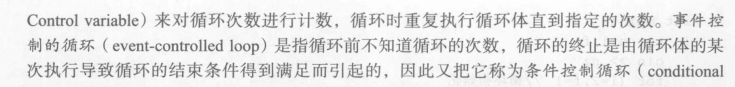 Control variable）来对循环次数进行计数，循环时重复执行循环体直到指定的次数。事件控
制的循环（event-controlled loop）是指循环前不知道循环的次数，循环的终止是由循环体的某
次执行导致循环的结束条件得到满足而引起的，因此又把它称为条件控制循环（conditional